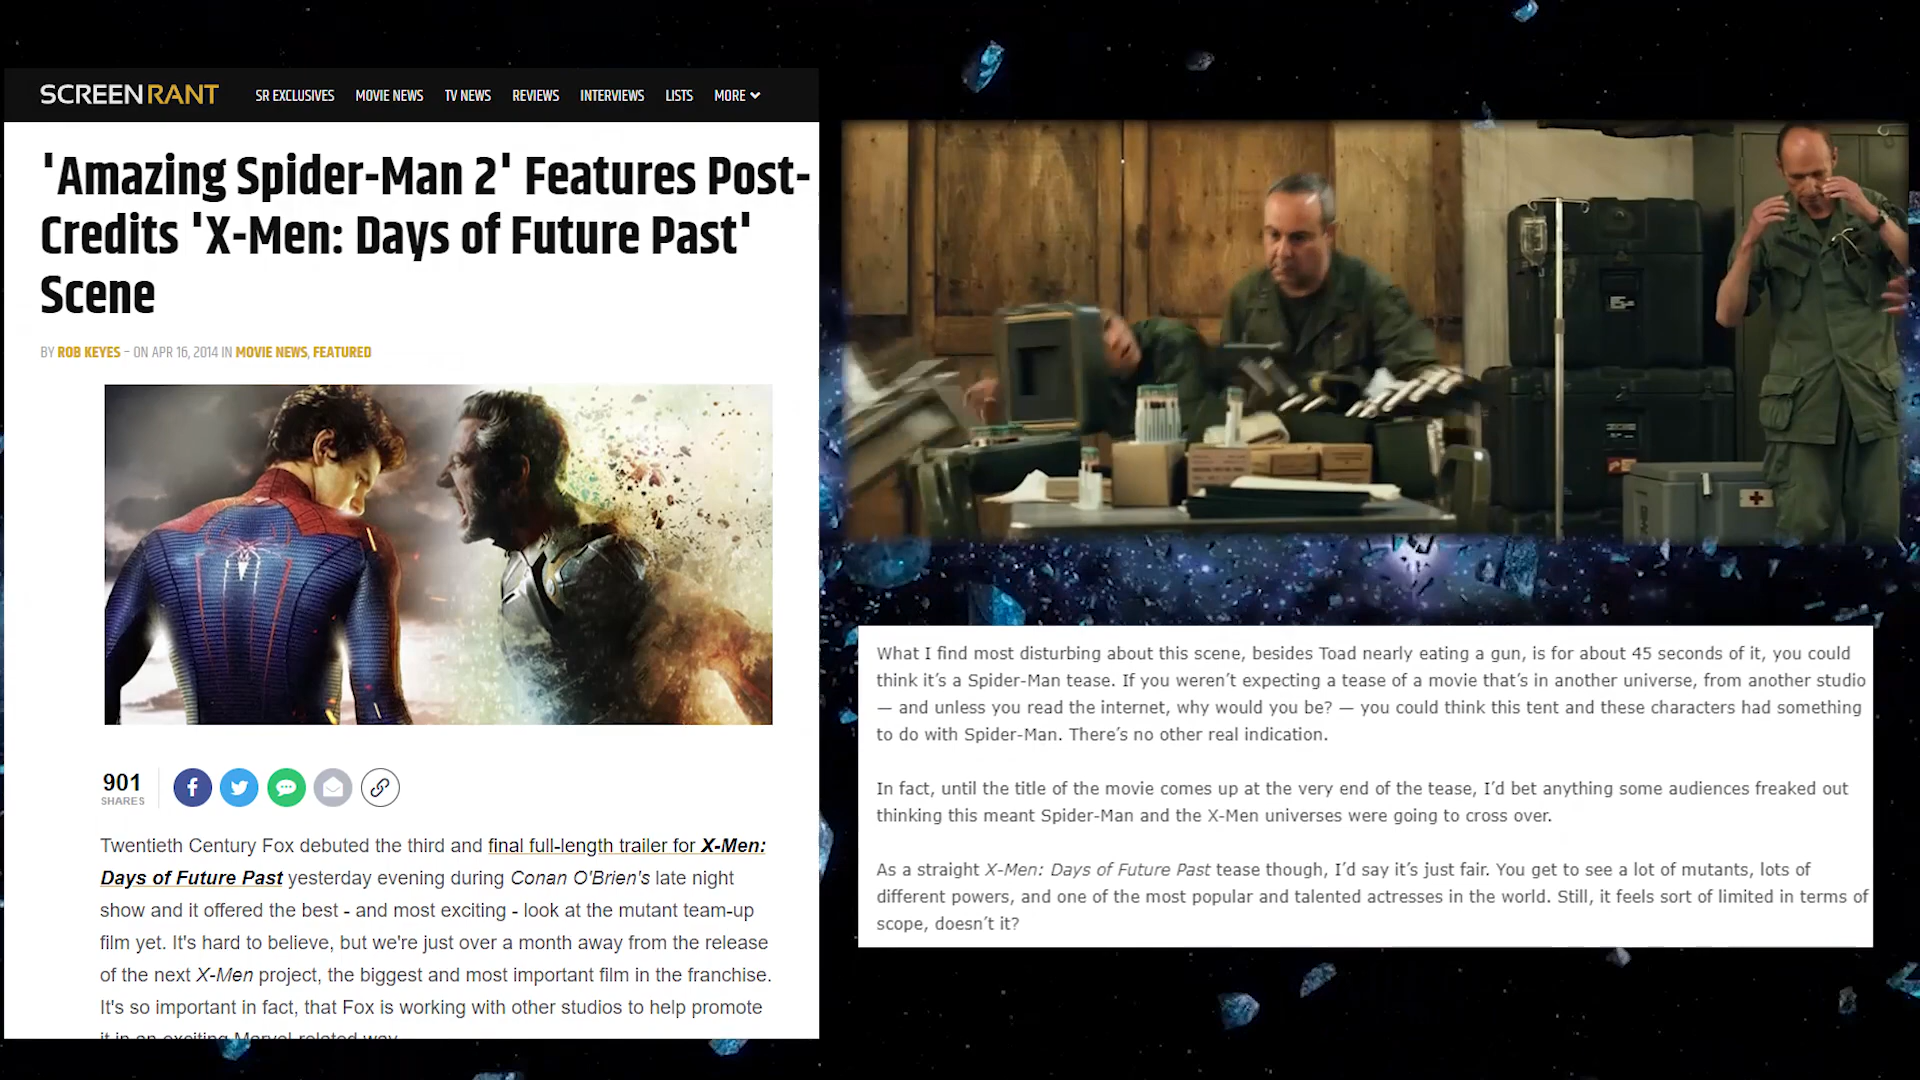 SCREENRANT
SR EXCLUSIVES MOVIE NEWS TV NEWS REVIEWS INTERVIEWS LISTS MORE
'Amazing Spider-Man 2' Features Post-
Credits 'X-Men: Days of Future Past'
Scene
BY ROB KEYES – ON APR 16, 2014 IN MOVIE NEWS, FEATURED
901
SHARES
Twentieth Century Fox debuted the third and final full-length trailer for X-Men:
Days of Future Past yesterday evening during Conan O'Brien's late night
show and it offered the best - and most exciting - look at the mutant team-up
film yet. It's hard to believe, but we're just over a month away from the release
of the next X-Men project, the biggest and most important film in the franchise.
It's so important in fact, that Fox is working with other studios to help promote
it in an exciting Marvel-related way.
What I find most disturbing about this scene, besides Toad nearly eating a gun, is for about 45 seconds of it, you could
think it's a Spider-Man tease. If you weren't expecting a tease of a movie that's in another universe, from another studio
— and unless you read the internet, why would you be? — you could think this tent and these characters had something
to do with Spider-Man. There's no other real indication.
In fact, until the title of the movie comes up at the very end of the tease, I'd bet anything some audiences freaked out
thinking this meant Spider-Man and the X-Men universes were going to cross over.
As a straight X-Men: Days of Future Past tease though, I'd say it's just fair. You get to see a lot of mutants, lots of
different powers, and one of the most popular and talented actresses in the world. Still, it feels sort of limited in terms of
scope, doesn't it?